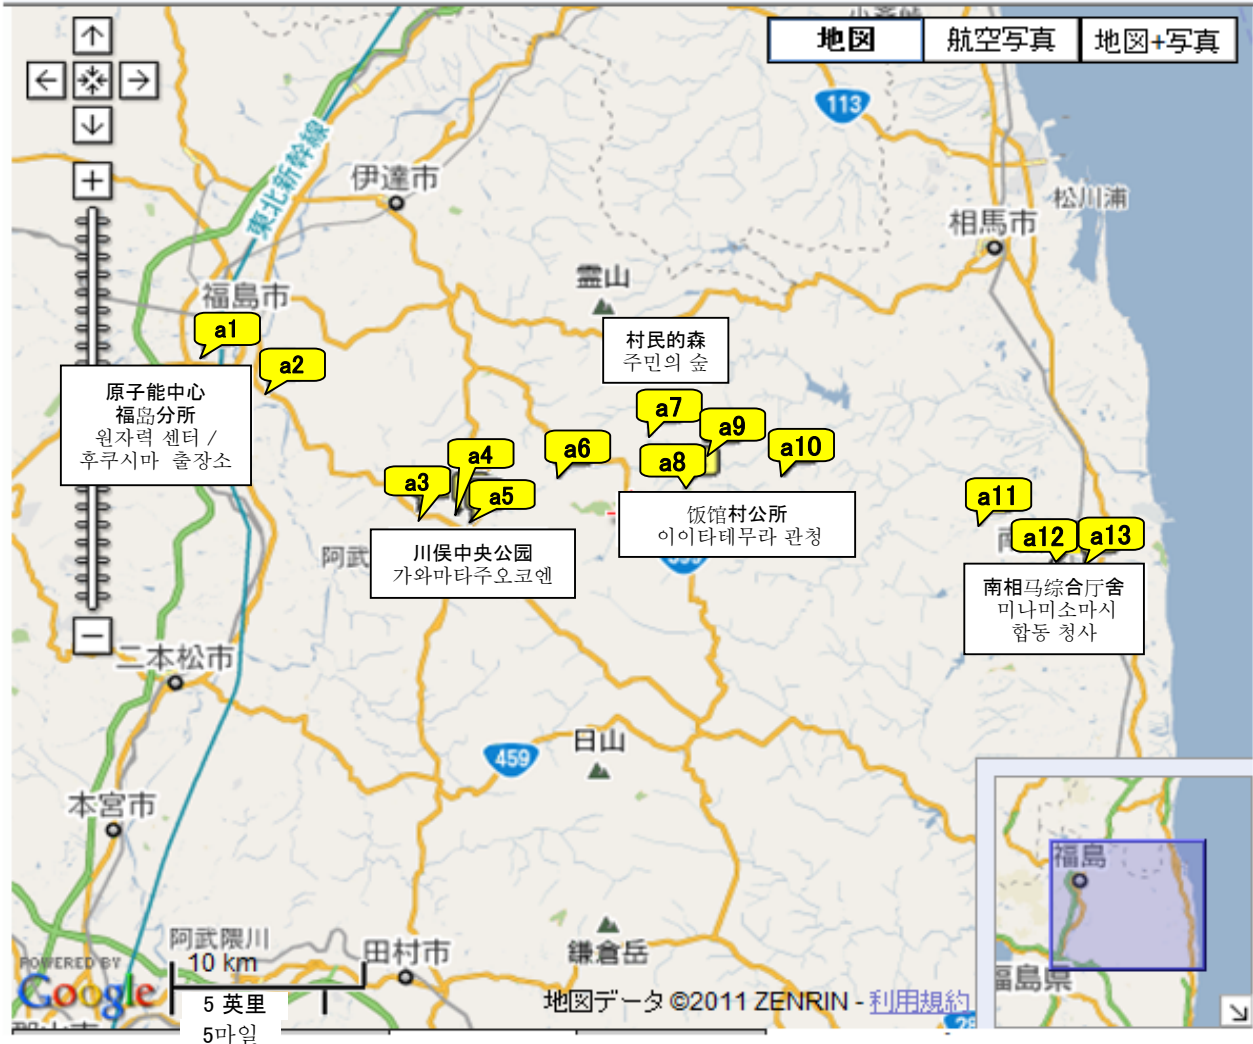 地図
航空写真
地図+写真
113
東北新幹線
伊達市
松川浦
相馬市
霊山
福島市
a1
村民的森
주민의 숲
a2
原子能中心
福岛分所
원자력 센터 /
후쿠시마 출장소
a7
a9
a6
a10
a4
a8
a3
a5
a11
饭馆村公所
이이타테무라 관청
a12
a13
阿武
川俣中央公园
가와마타주오코엔
南相马综合厅舍
미나미소마시
합동 청사
二本松市
日山
459
本宮市
福島
阿武隈川
10 km
田村市
鎌倉岳
福島県
POWERED BY
Google
5 英里
地図データ ©2011 ZENRIN - 利用規約
5마일